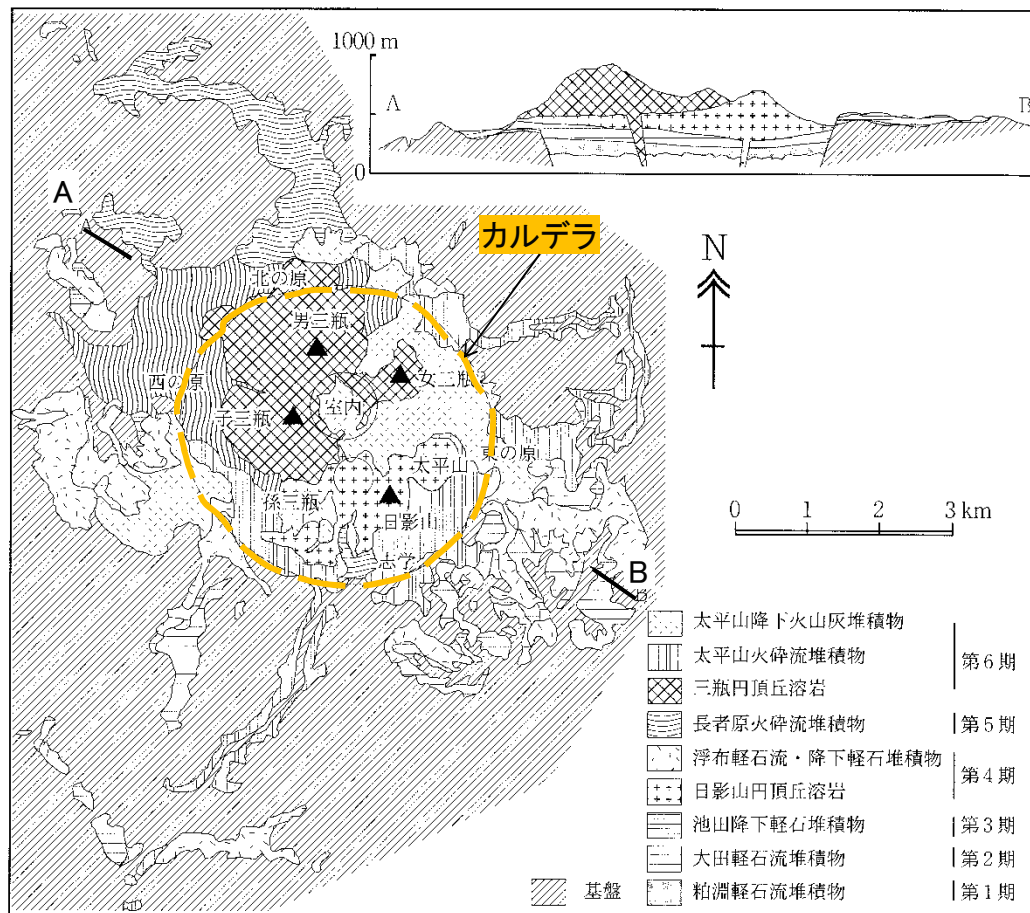 1000 m
A
B
0
A
カルデラ
N
北の原
男三瓶
女三瓶
西の原
室内
子三瓶
太平山
東の原
孫三瓶
日影山
志学
0 1 2 3 km
B
B
太平山降下火山灰堆積物
太平山火砕流堆積物
第6期
三瓶円頂丘溶岩
長者原火砕流堆積物 第5期
浮布軽石流・降下軽石堆積物
第4期
日影山円頂丘溶岩
池田降下軽石堆積物 第3期
大田軽石流堆積物 第2期
基盤 粕淵軽石流堆積物 第1期